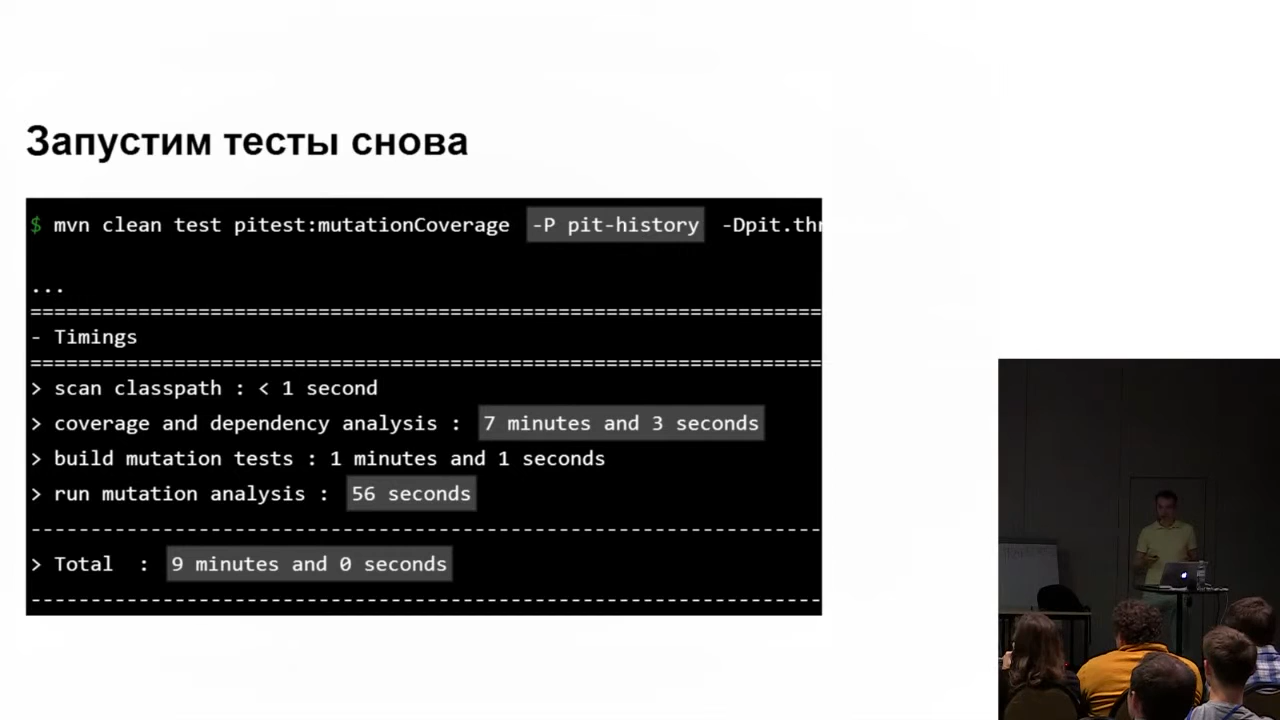 Запустим тесты снова
$ mvn clean test pitest:mutationCoverage -P pit-history -Dpit.thr
...
==================================================================
- Timings
==================================================================
> scan classpath : < 1 second
> coverage and dependency analysis : 7 minutes and 3 seconds
> build mutation tests : 1 minutes and 1 seconds
> run mutation analysis : 56 seconds
------------------------------------------------------------------
> Total : 9 minutes and 0 seconds
------------------------------------------------------------------